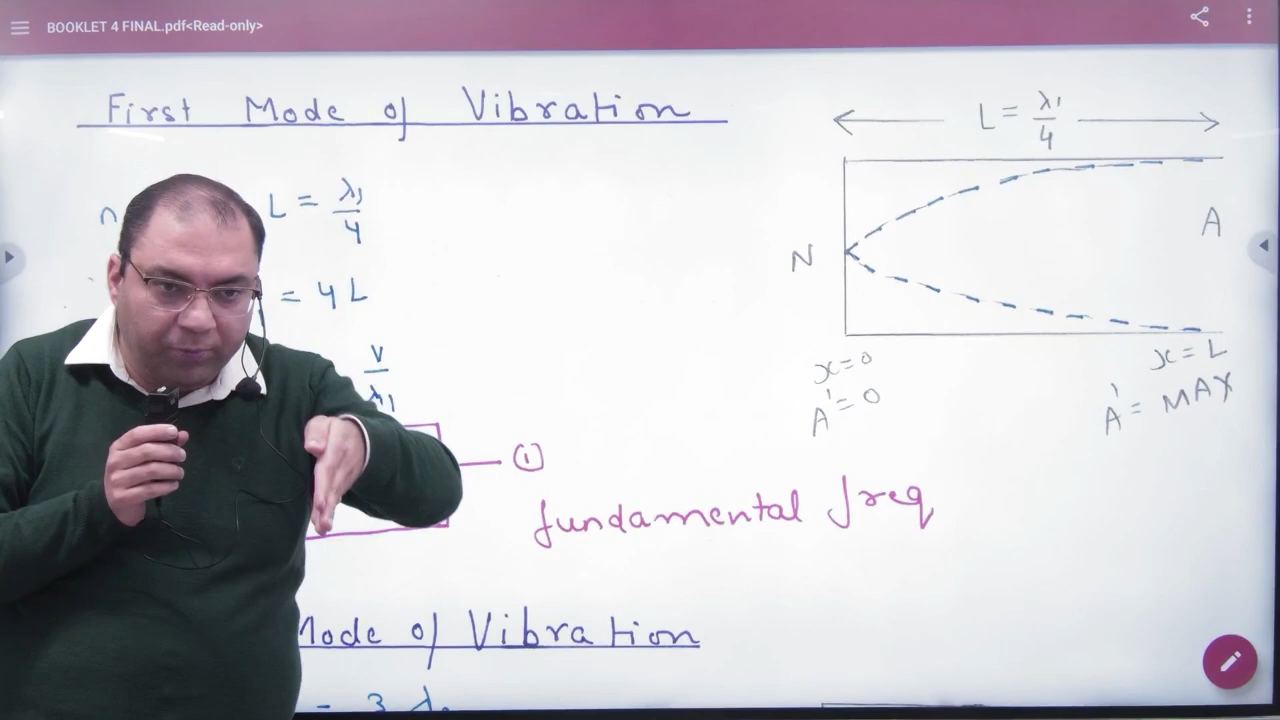 BOOKLET 4 FINAL.pdf<Read-only>
First Mode of Vibration
L = λ1/4
n L = λ1/4
N
A
= 4L
x=0
A'=0
x=L
A'= MAX
v/λ1
①
fundamental freq
Mode of Vibration
= 3 λ